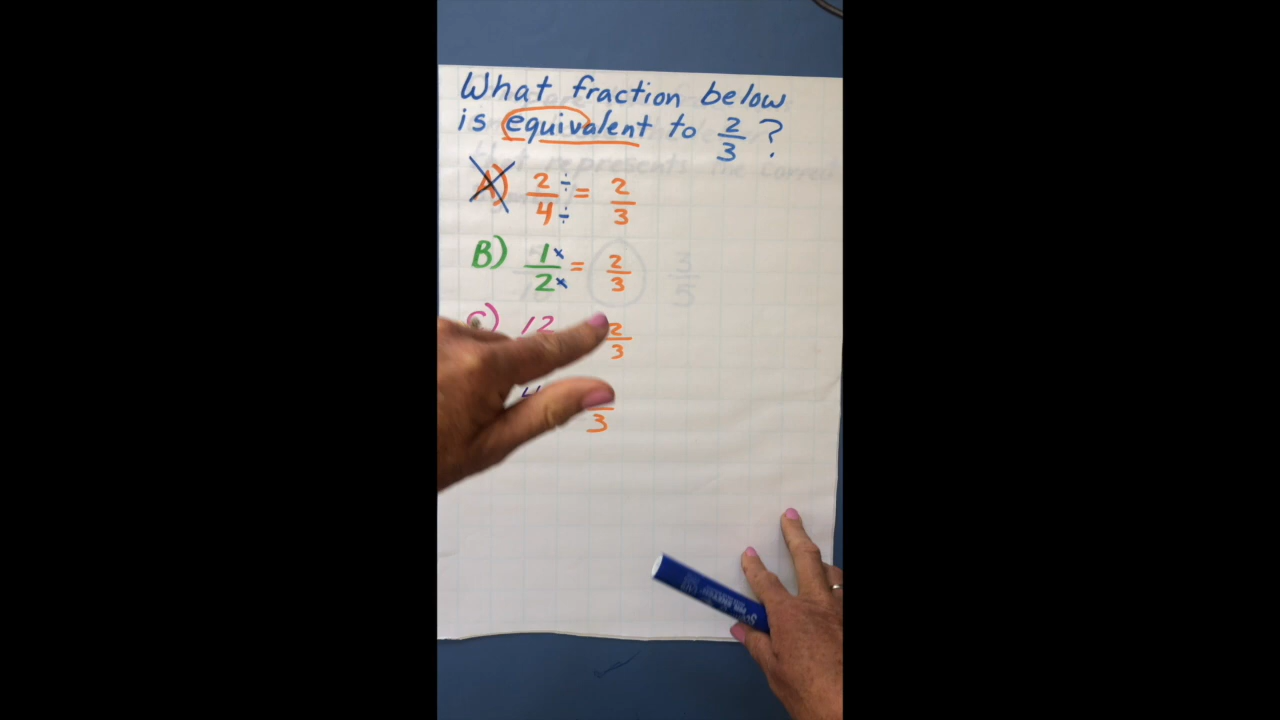 What fraction below
is equivalent to 2/3 ?
A) 2/4 ÷ ÷ = 2/3
B) 1/2 x x = 2/3
C) 12 2/3
4 3